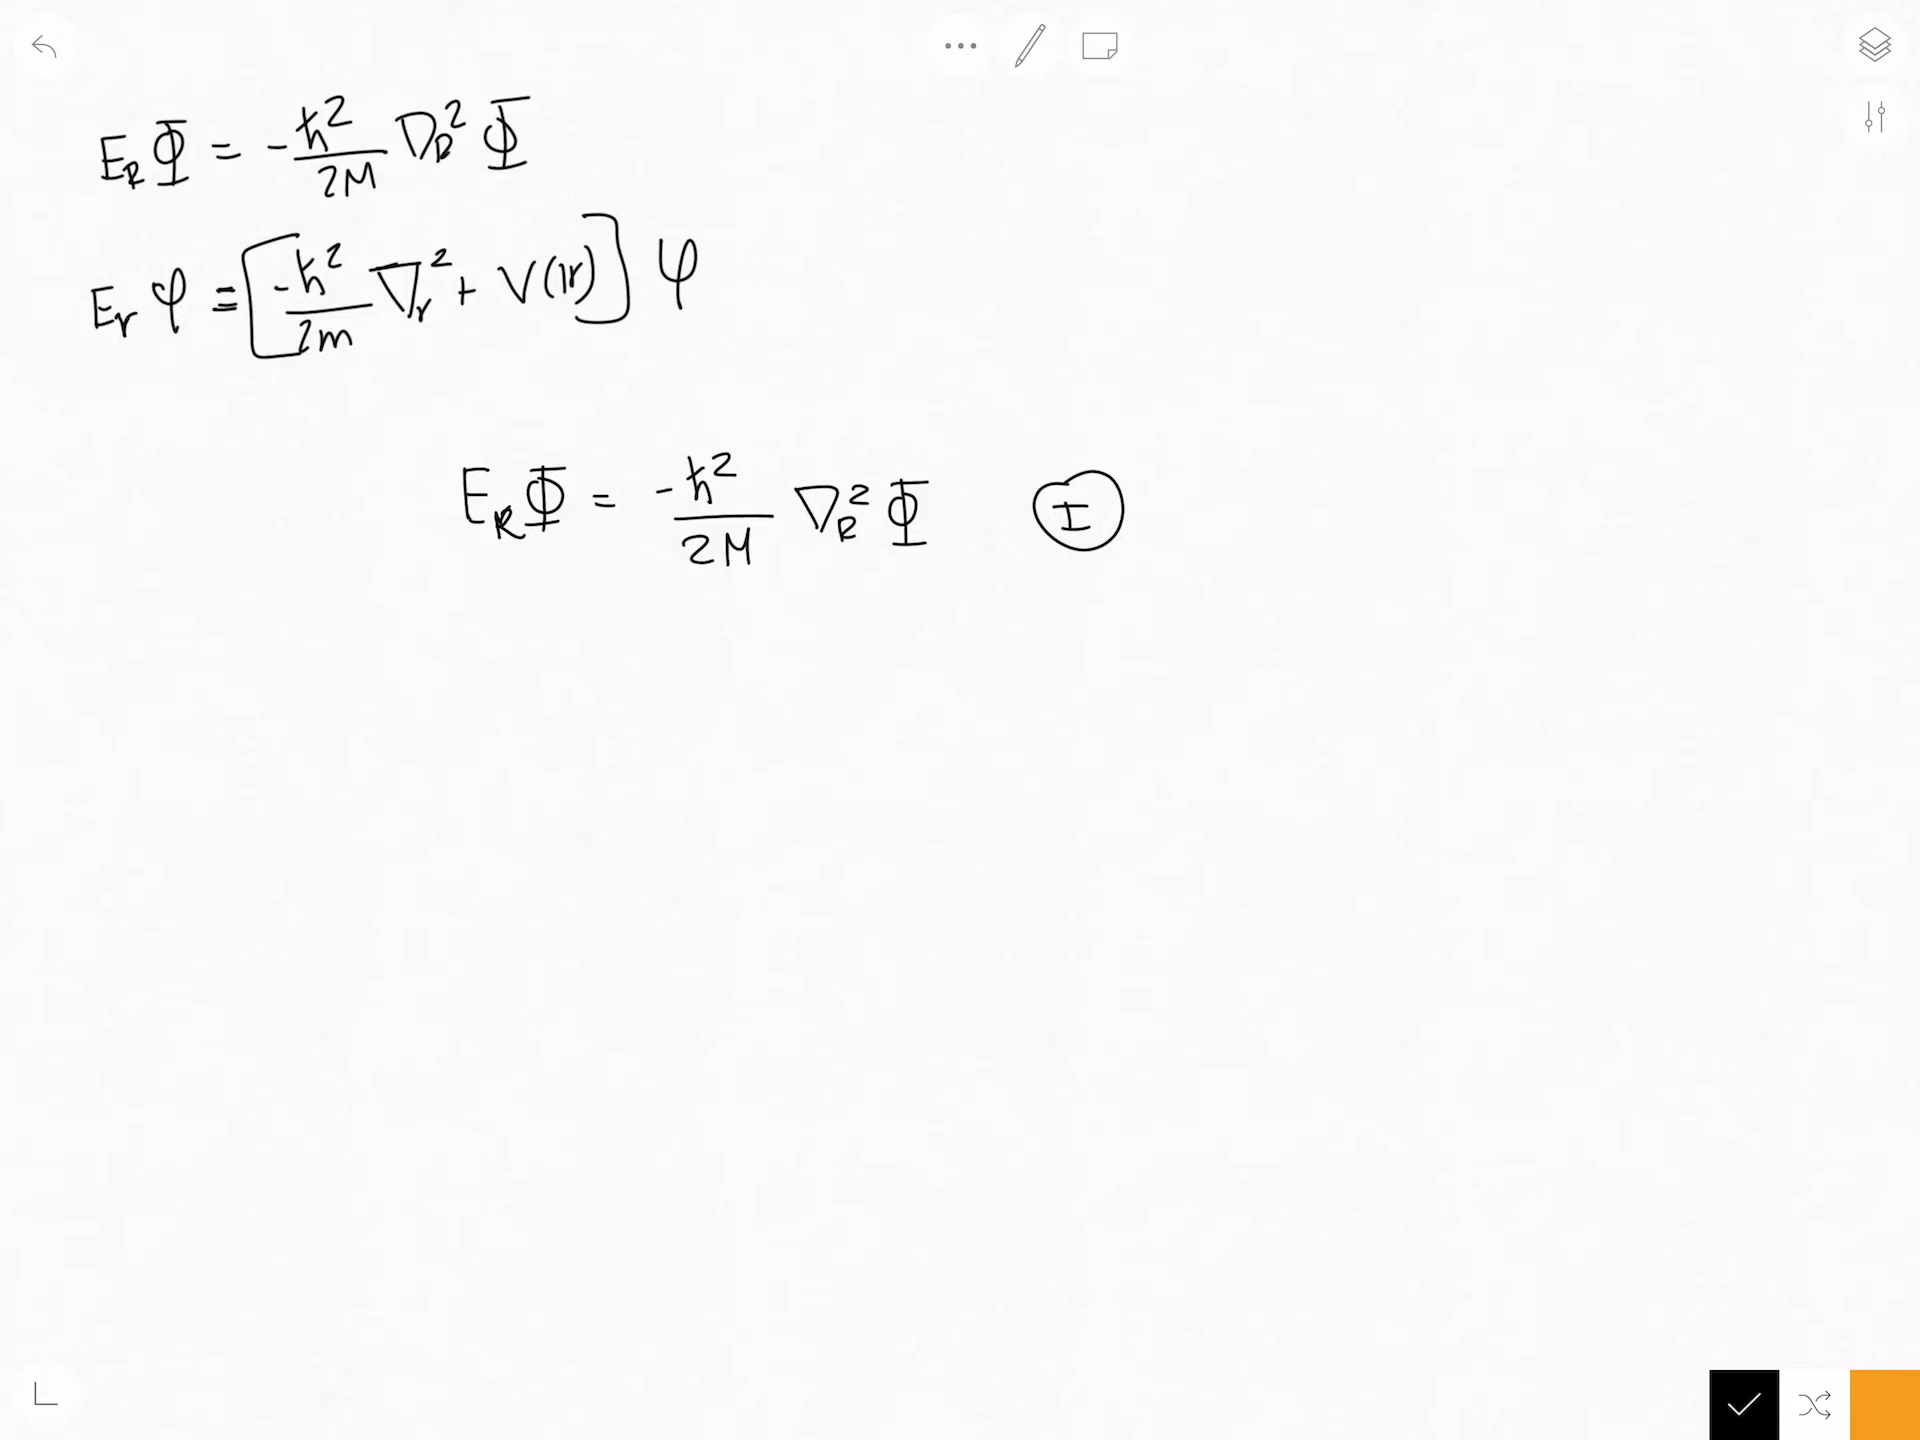 E_R Φ = -ħ²/2M ∇_R² Φ
E_r φ = [-ħ²/2m ∇_r² + V(r)] φ
E_R Φ = -ħ²/2M ∇_R² Φ (I)